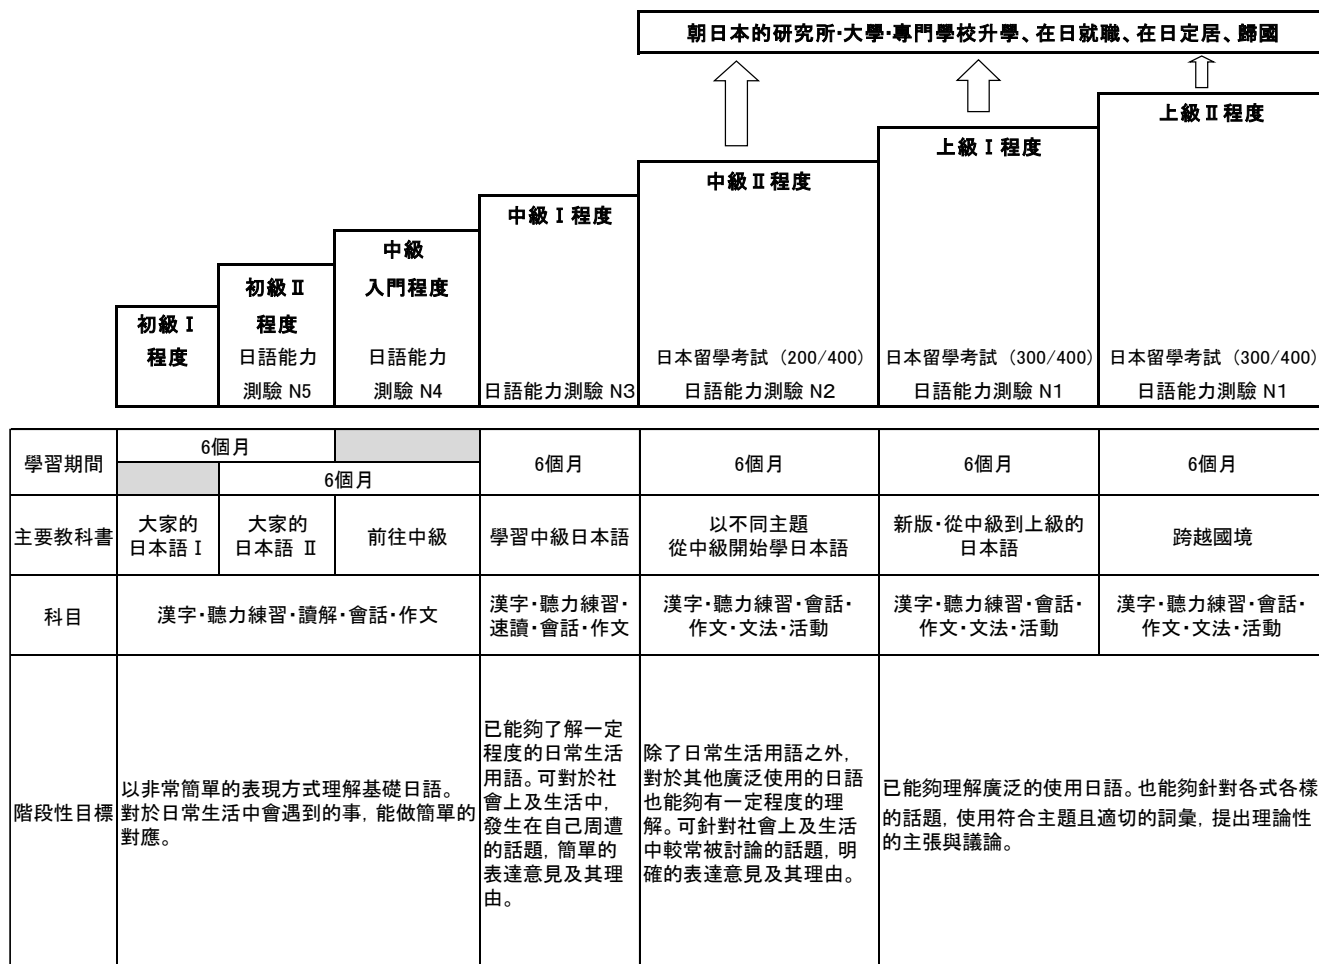 朝日本的研究所･大學･專門學校升學、在日就職、在日定居、歸國
上級Ⅱ程度
上級Ⅰ程度
中級Ⅱ程度
中級Ⅰ程度
中級
入門程度
初級Ⅱ
程度
初級Ⅰ
程度
日語能力
測驗 N5
日語能力
測驗 N4
日語能力測驗 N3
日本留學考試 (200/400)
日語能力測驗 N2
日本留學考試 (300/400)
日語能力測驗 N1
日本留學考試 (300/400)
日語能力測驗 N1
學習期間
6個月
6個月
6個月
6個月
6個月
6個月
主要教科書
大家的
日本語Ⅰ
大家的
日本語 Ⅱ
前往中級
學習中級日本語
以不同主題
從中級開始學日本語
新版･從中級到上級的
日本語
跨越國境
科目
漢字･聽力練習･讀解･會話･作文
漢字･聽力練習･
速讀･會話･作文
漢字･聽力練習･會話･
作文･文法･活動
漢字･聽力練習･會話･
作文･文法･活動
漢字･聽力練習･會話･
作文･文法･活動
階段性目標
以非常簡單的表現方式理解基礎日語。
對於日常生活中會遇到的事, 能做簡單的
對應。
已能夠了解一定
程度的日常生活
用語。可對於社
會上及生活中,
發生在自己周遭
的話題, 簡單的
表達意見及其理
由。
除了日常生活用語之外,
對於其他廣泛使用的日語
也能夠有一定程度的理
解。可針對社會上及生活
中較常被討論的話題, 明
確的表達意見及其理由。
已能夠理解廣泛的使用日語。也能夠針對各式各樣
的話題, 使用符合主題且適切的詞彙, 提出理論性
的主張與議論。